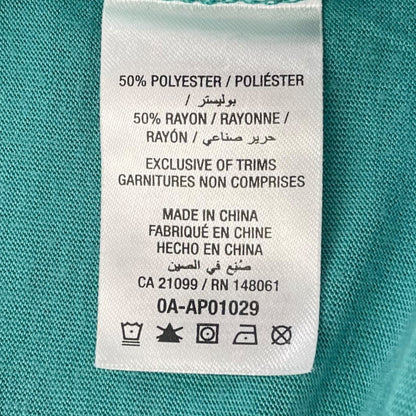 50% POLYESTER / POLIÉSTER
/ بوليستر /
50% RAYON / RAYONNE /
RAYÓN / حرير صناعي /
EXCLUSIVE OF TRIMS
GARNITURES NON COMPRISES
MADE IN CHINA
FABRIQUÉ EN CHINE
HECHO EN CHINA
صُنع في الصين
CA 21099 / RN 148061
0A-AP01029